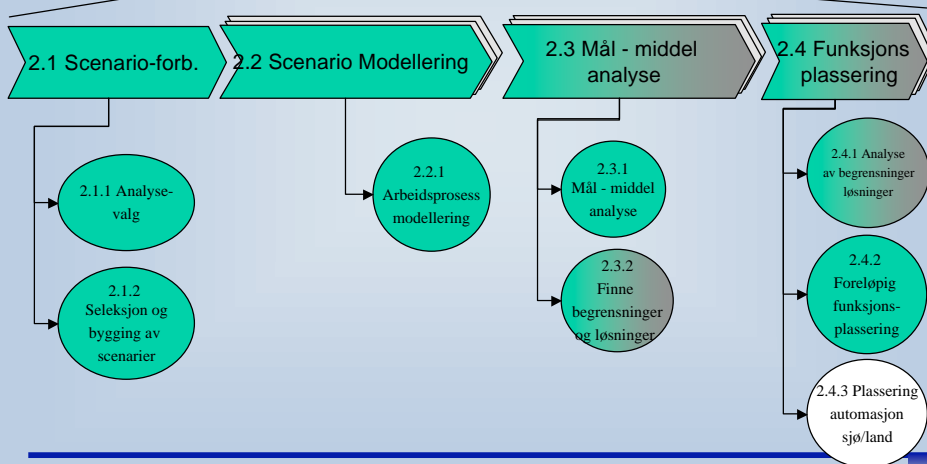 2.1 Scenario-forb.
2.2 Scenario Modellering
2.3 Mål - middel
analyse
2.4 Funksjons
plassering
2.1.1 Analyse-
valg
2.1.2
Seleksjon og
bygging av
scenarier
2.2.1
Arbeidsprosess
modellering
2.3.1
Mål - middel
analyse
2.3.2
Finne
begrensninger
og løsninger
2.4.1 Analyse
av begrensninger
løsninger
2.4.2
Foreløpig
funksjons-
plassering
2.4.3 Plassering
automasjon
sjø/land